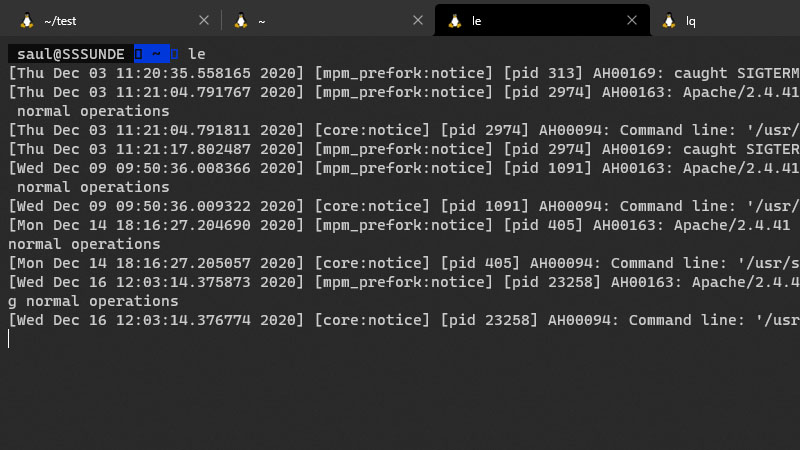 ~/test
~
le
lq
saul@SSSUNDE ~ le
[Thu Dec 03 11:20:35.558165 2020] [mpm_prefork:notice] [pid 313] AH00169: caught SIGTERM
[Thu Dec 03 11:21:04.791767 2020] [mpm_prefork:notice] [pid 2974] AH00163: Apache/2.4.41
normal operations
[Thu Dec 03 11:21:04.791811 2020] [core:notice] [pid 2974] AH00094: Command line: '/usr/
[Thu Dec 03 11:21:17.802487 2020] [mpm_prefork:notice] [pid 2974] AH00169: caught SIGTER
[Wed Dec 09 09:50:36.008366 2020] [mpm_prefork:notice] [pid 1091] AH00163: Apache/2.4.41
normal operations
[Wed Dec 09 09:50:36.009322 2020] [core:notice] [pid 1091] AH00094: Command line: '/usr/
[Mon Dec 14 18:16:27.204690 2020] [mpm_prefork:notice] [pid 405] AH00163: Apache/2.4.41
normal operations
[Mon Dec 14 18:16:27.205057 2020] [core:notice] [pid 405] AH00094: Command line: '/usr/s
[Wed Dec 16 12:03:14.375873 2020] [mpm_prefork:notice] [pid 23258] AH00163: Apache/2.4.4
g normal operations
[Wed Dec 16 12:03:14.376774 2020] [core:notice] [pid 23258] AH00094: Command line: '/usr